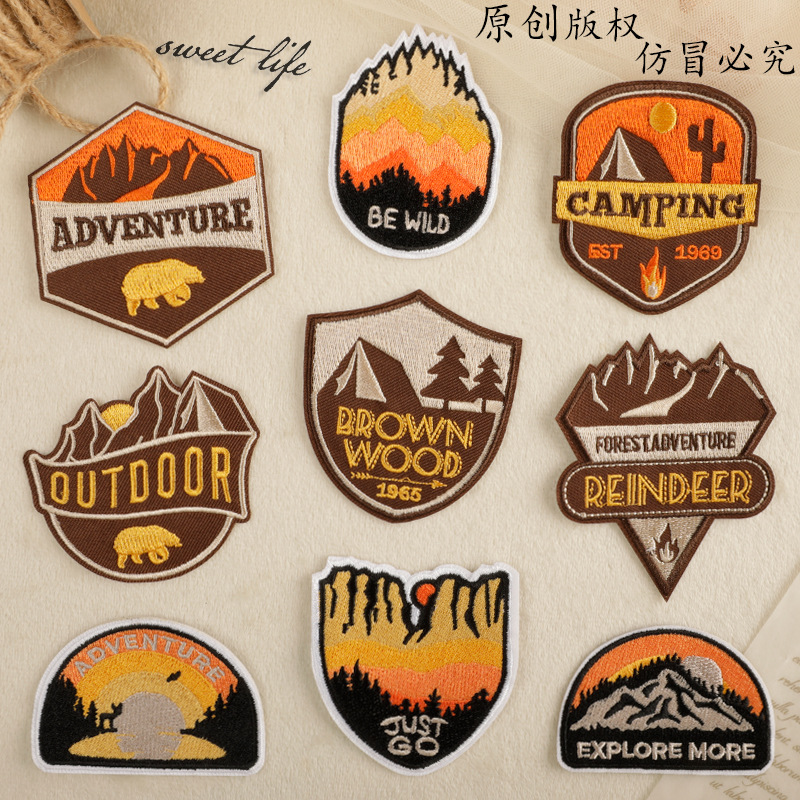 sweet life
原创版权
仿冒必究
ADVENTURE
BE WILD
CAMPING
EST 1969
OUTDOOR
BROWN
WOOD
1965
FORESTADVENTURE
REINDEER
ADVENTURE
JUST
GO
EXPLORE MORE